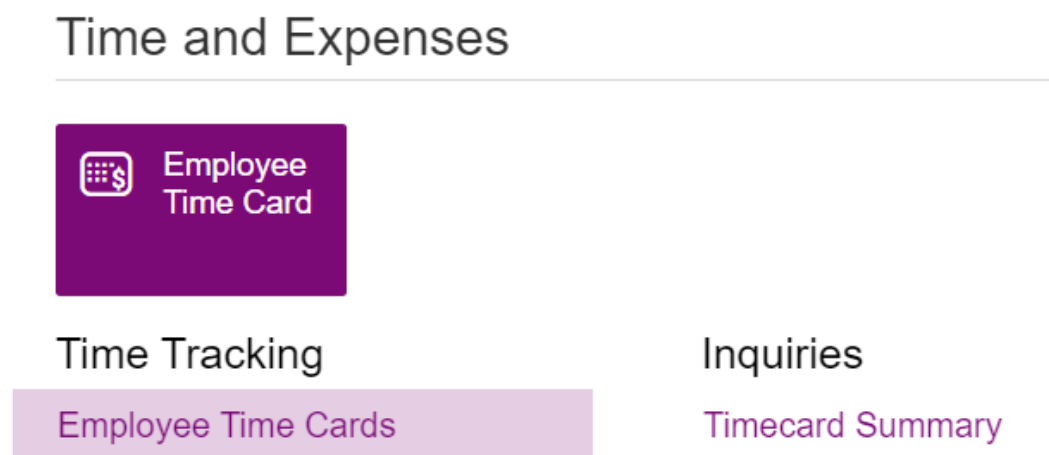 Time and Expenses
Employee
Time Card
Time Tracking
Employee Time Cards
Inquiries
Timecard Summary